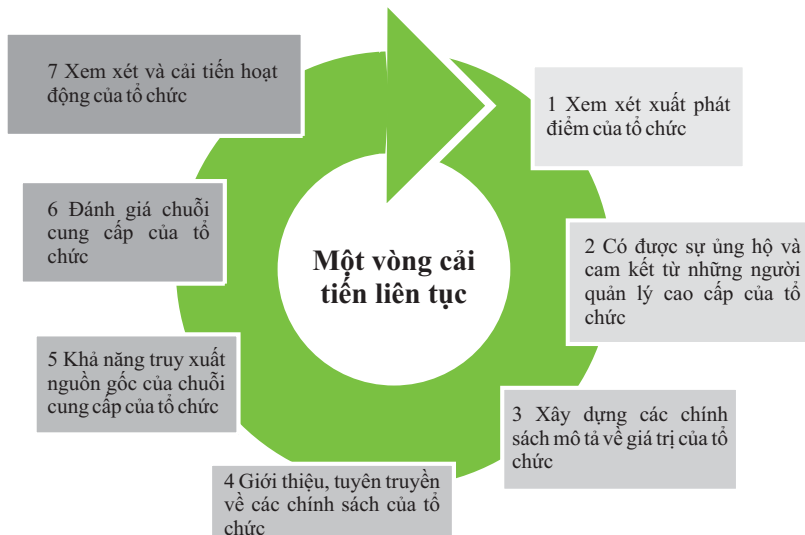 1 Xem xét xuất phát
điểm của tổ chức
2 Có được sự ủng hộ và
cam kết từ những người
quản lý cao cấp của tổ
chức
3 Xây dựng các chính
sách mô tả về giá trị của tổ
chức
4 Giới thiệu, tuyên truyền
về các chính sách của tổ
chức
5 Khả năng truy xuất
nguồn gốc của chuỗi
cung cấp của tổ chức
6 Đánh giá chuỗi
cung cấp của tổ
chức
7 Xem xét và cải tiến hoạt
động của tổ chức
Một vòng cải
tiến liên tục